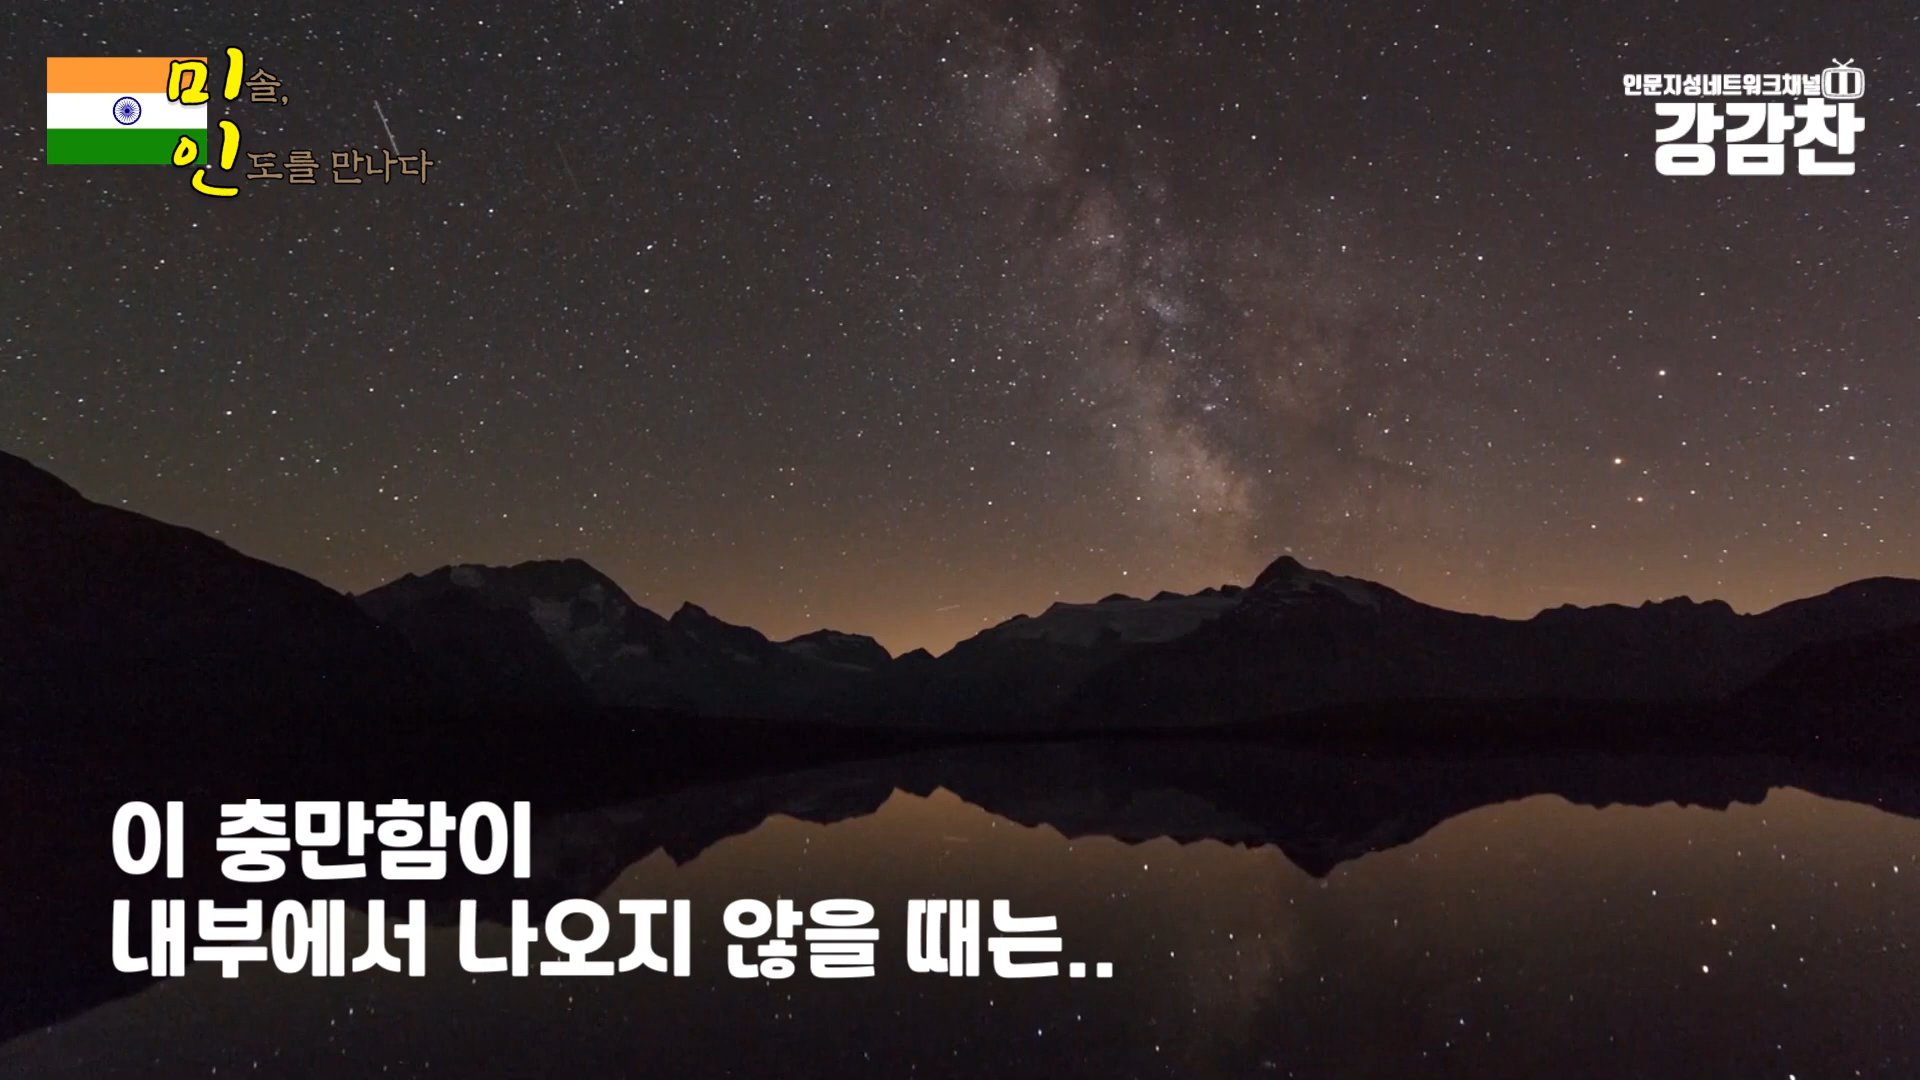 미솔,
인도를 만나다
인문지성네트워크채널
강감찬
이 충만함이
내부에서 나오지 않을 때는..